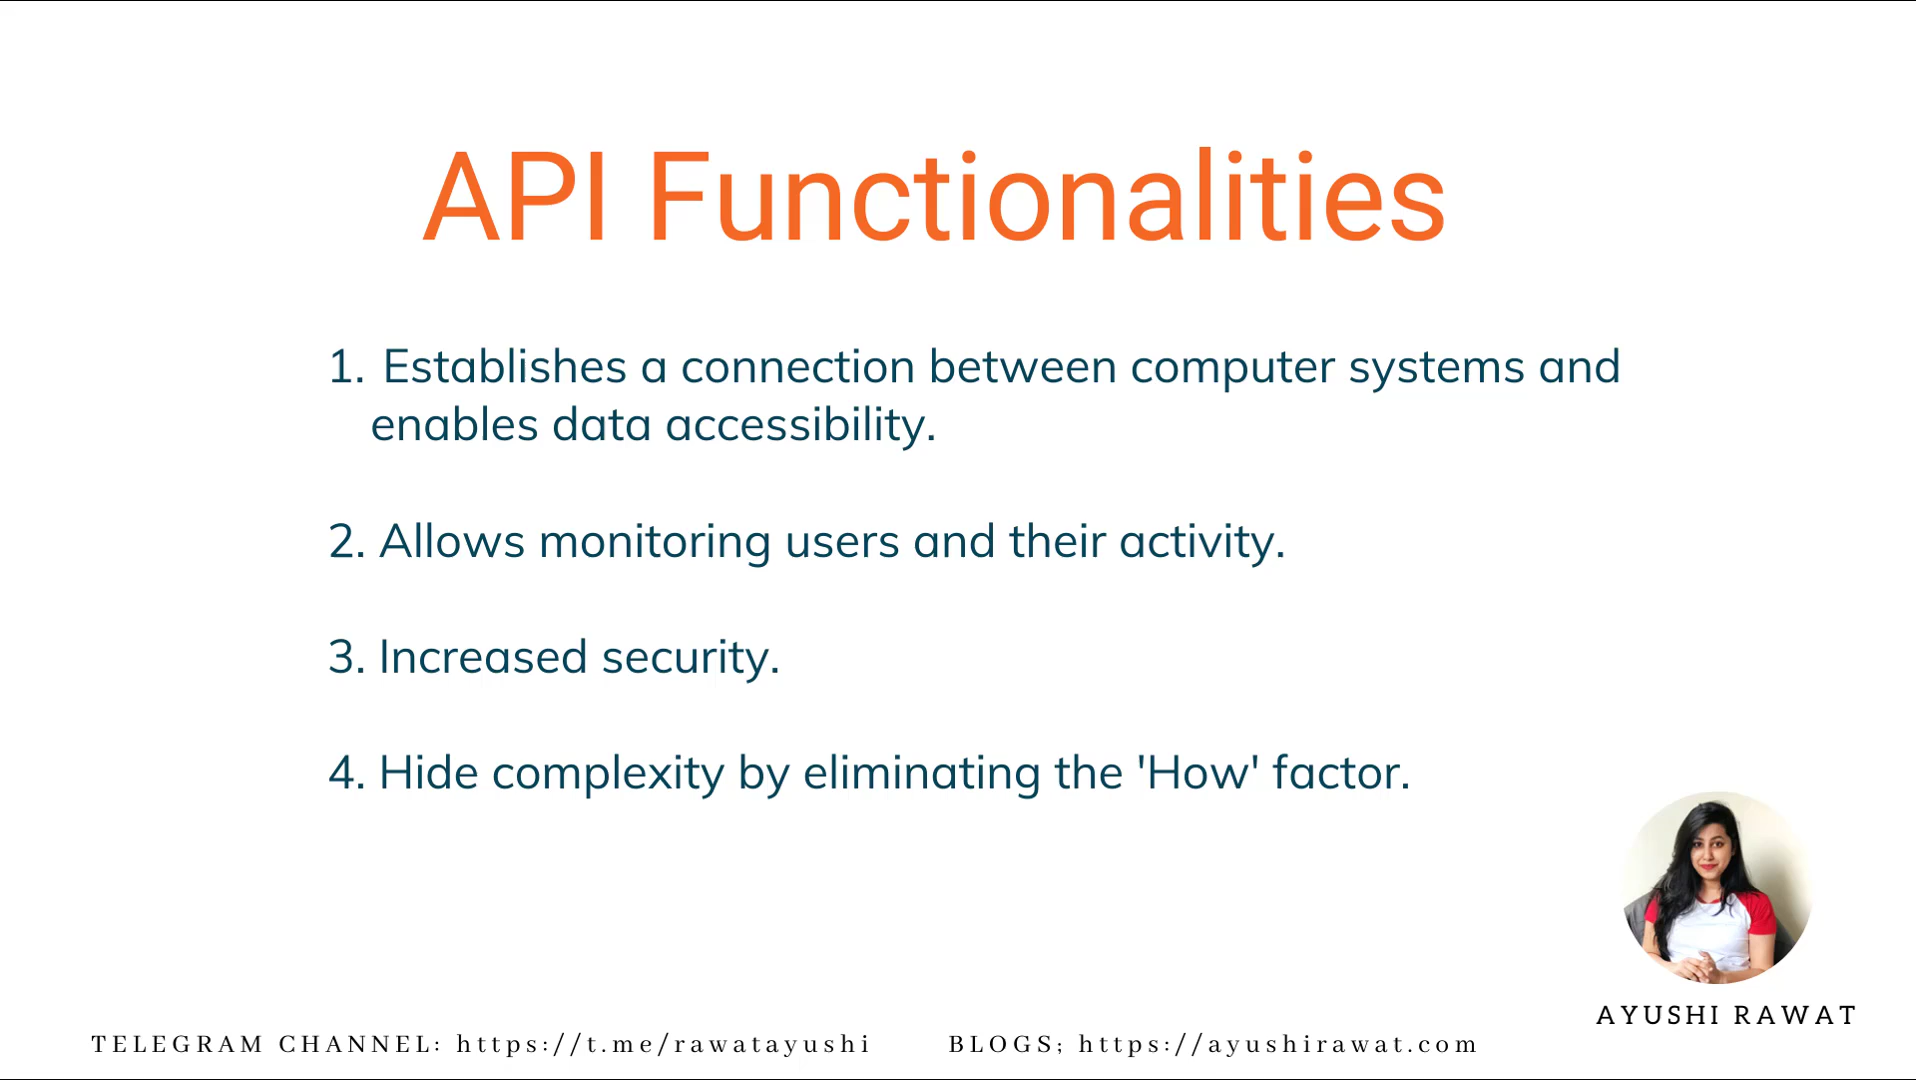 API Functionalities
1. Establishes a connection between computer systems and
enables data accessibility.
2. Allows monitoring users and their activity.
3. Increased security.
4. Hide complexity by eliminating the 'How' factor.
AYUSHI RAWAT
TELEGRAM CHANNEL: https://t.me/rawatayushi BLOGS; https://ayushirawat.com